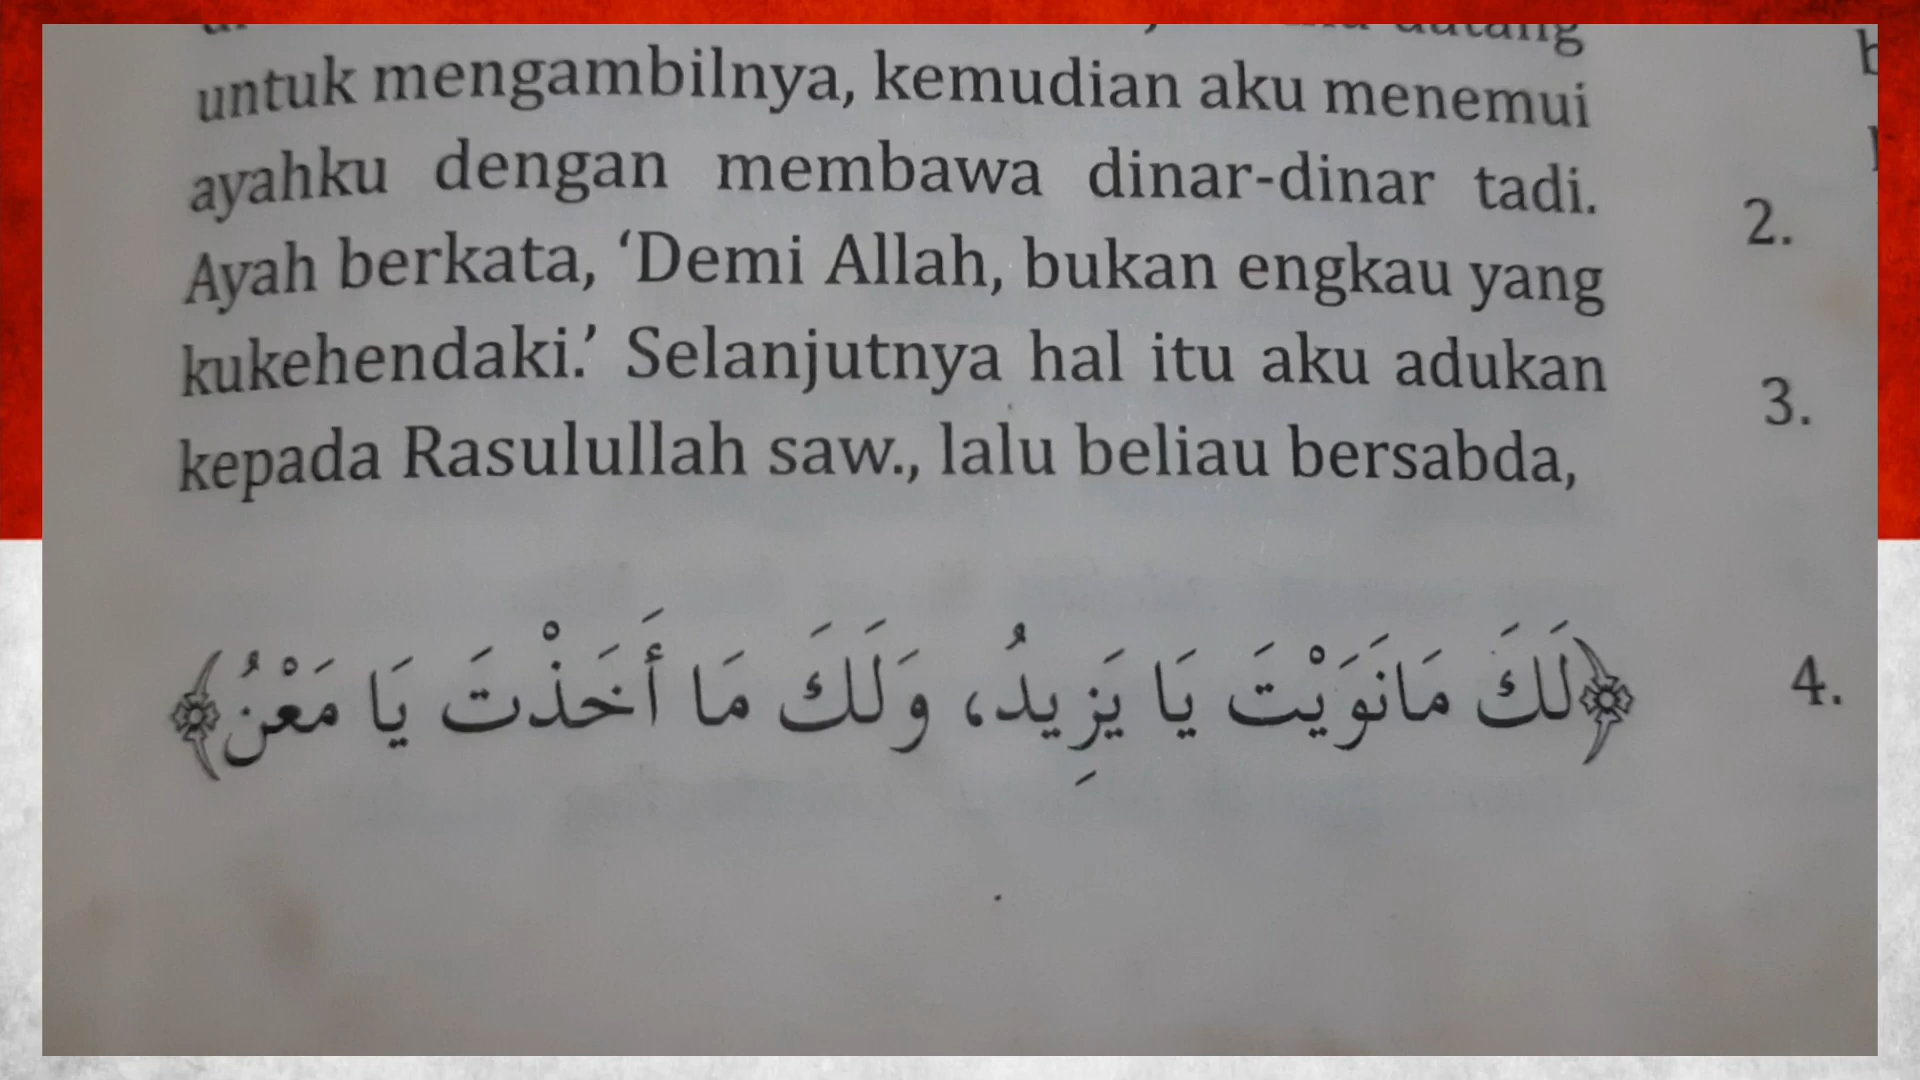 datang
untuk mengambilnya, kemudian aku menemui
ayahku dengan membawa dinar-dinar tadi.
Ayah berkata, ‘Demi Allah, bukan engkau yang
kukehendaki.’ Selanjutnya hal itu aku adukan
kepada Rasulullah saw., lalu beliau bersabda,
﴿لَكَ مَانَوَيْتَ يَا يَزِيدُ، وَلَكَ مَا أَخَذْتَ يَا مَعْنُ﴾
2.
3.
4.